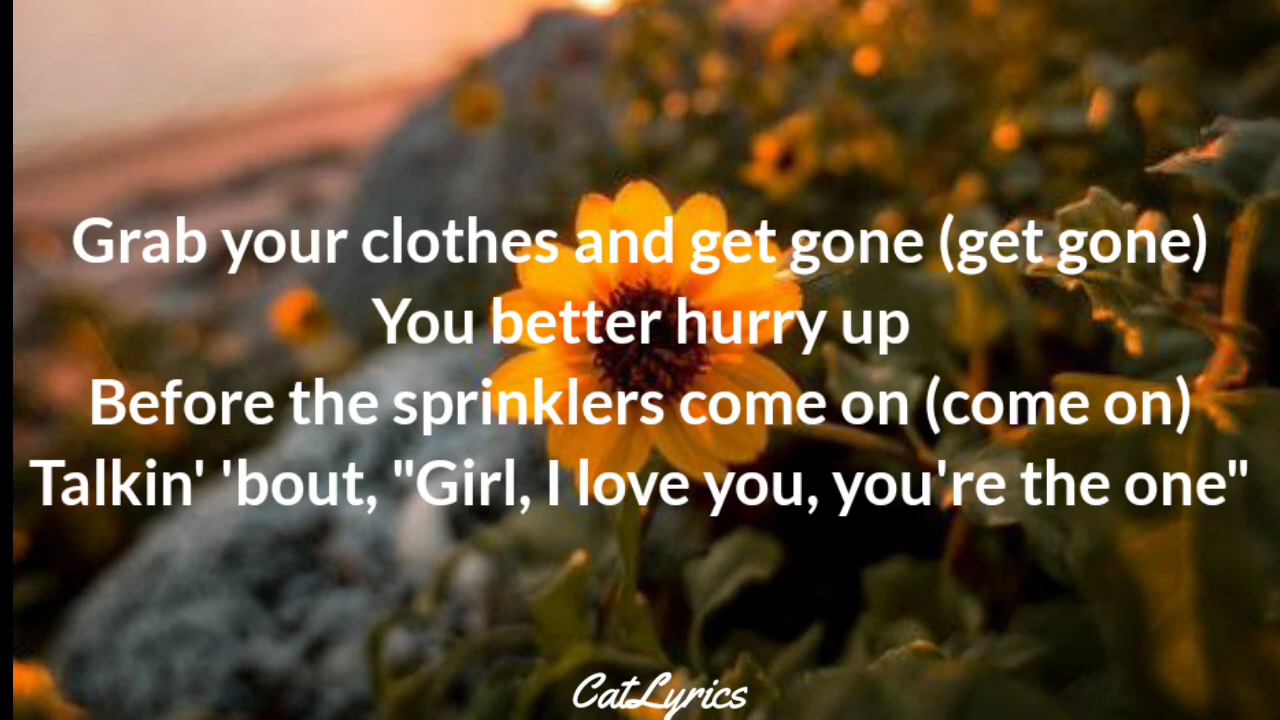 Grab your clothes and get gone (get gone)
You better hurry up
Before the sprinklers come on (come on)
Talkin' 'bout, "Girl, I love you, you're the one"
CatLyrics